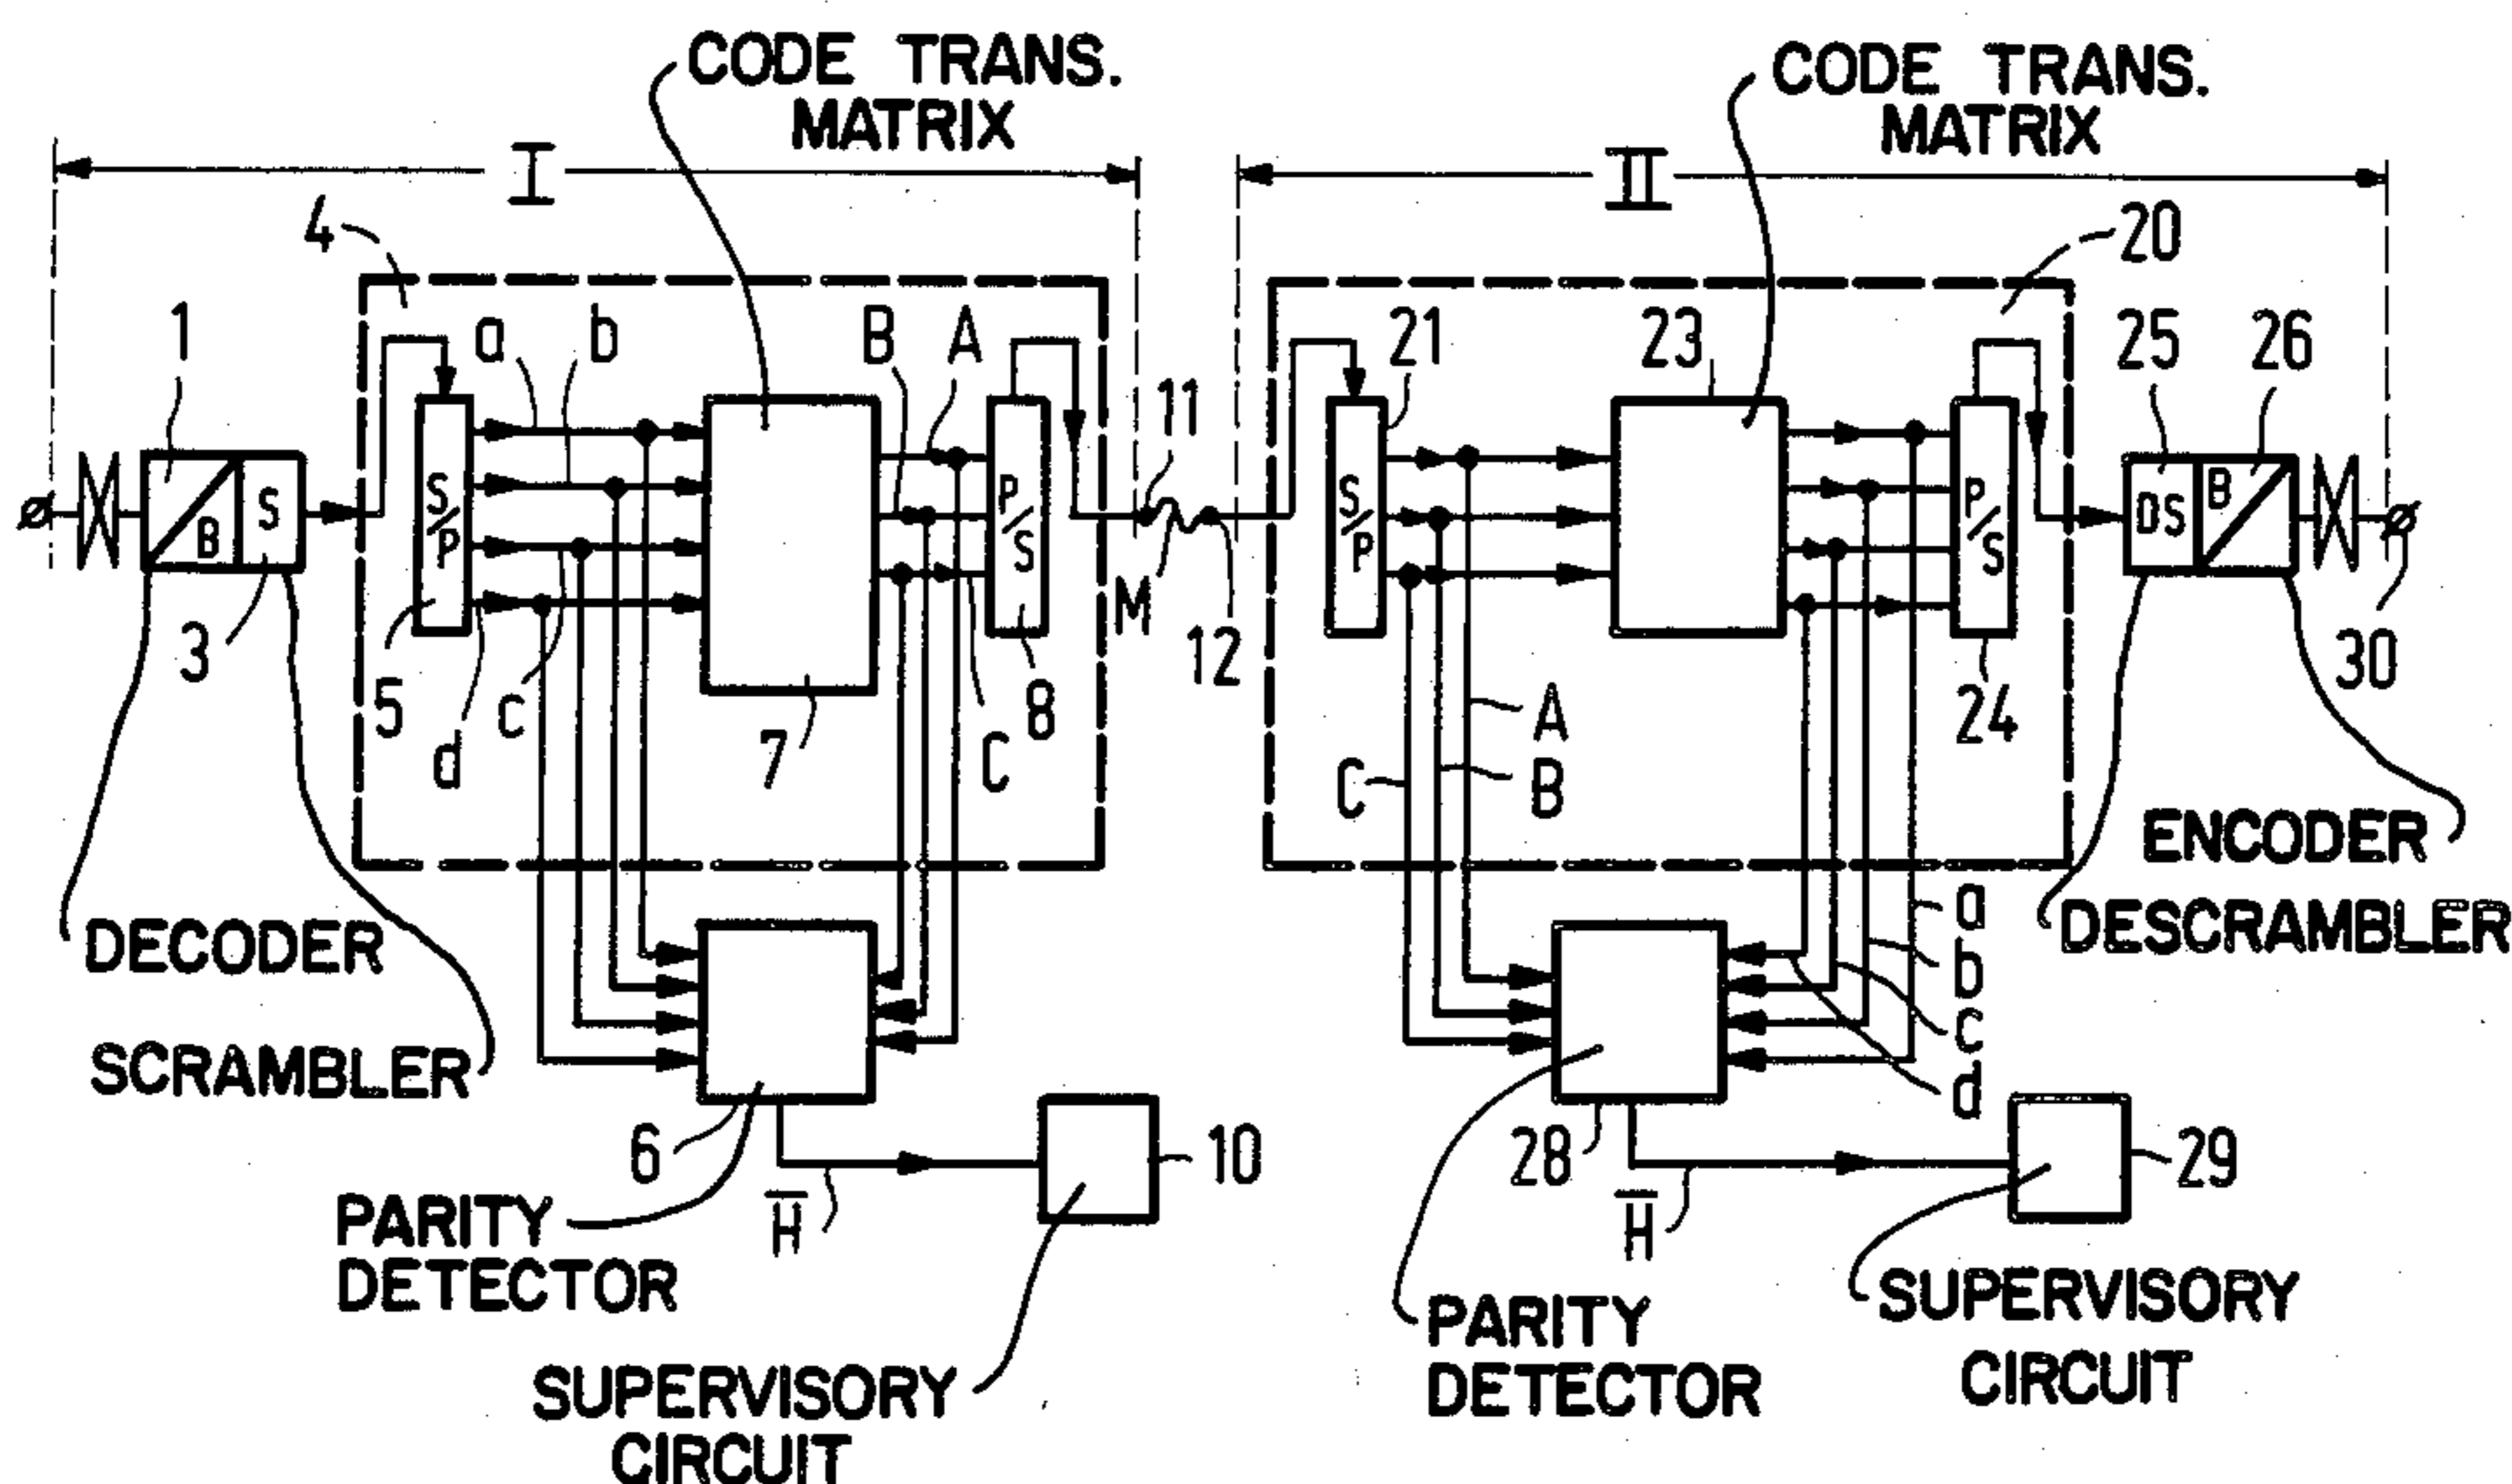 CODE TRANS.
MATRIX
CODE TRANS.
MATRIX
I
II
4
20
1
a
b
B
A
21
23
25
26
11
S/P
P/S
S/P
P/S
B
S
DS
B
3
5
d
c
7
C
8
M
12
A
B
C
24
30
ENCODER
DESCRAMBLER
DECODER
SCRAMBLER
a
b
c
d
6
10
28
29
H̅
H̅
PARITY
DETECTOR
SUPERVISORY
CIRCUIT
PARITY
DETECTOR
SUPERVISORY
CIRCUIT